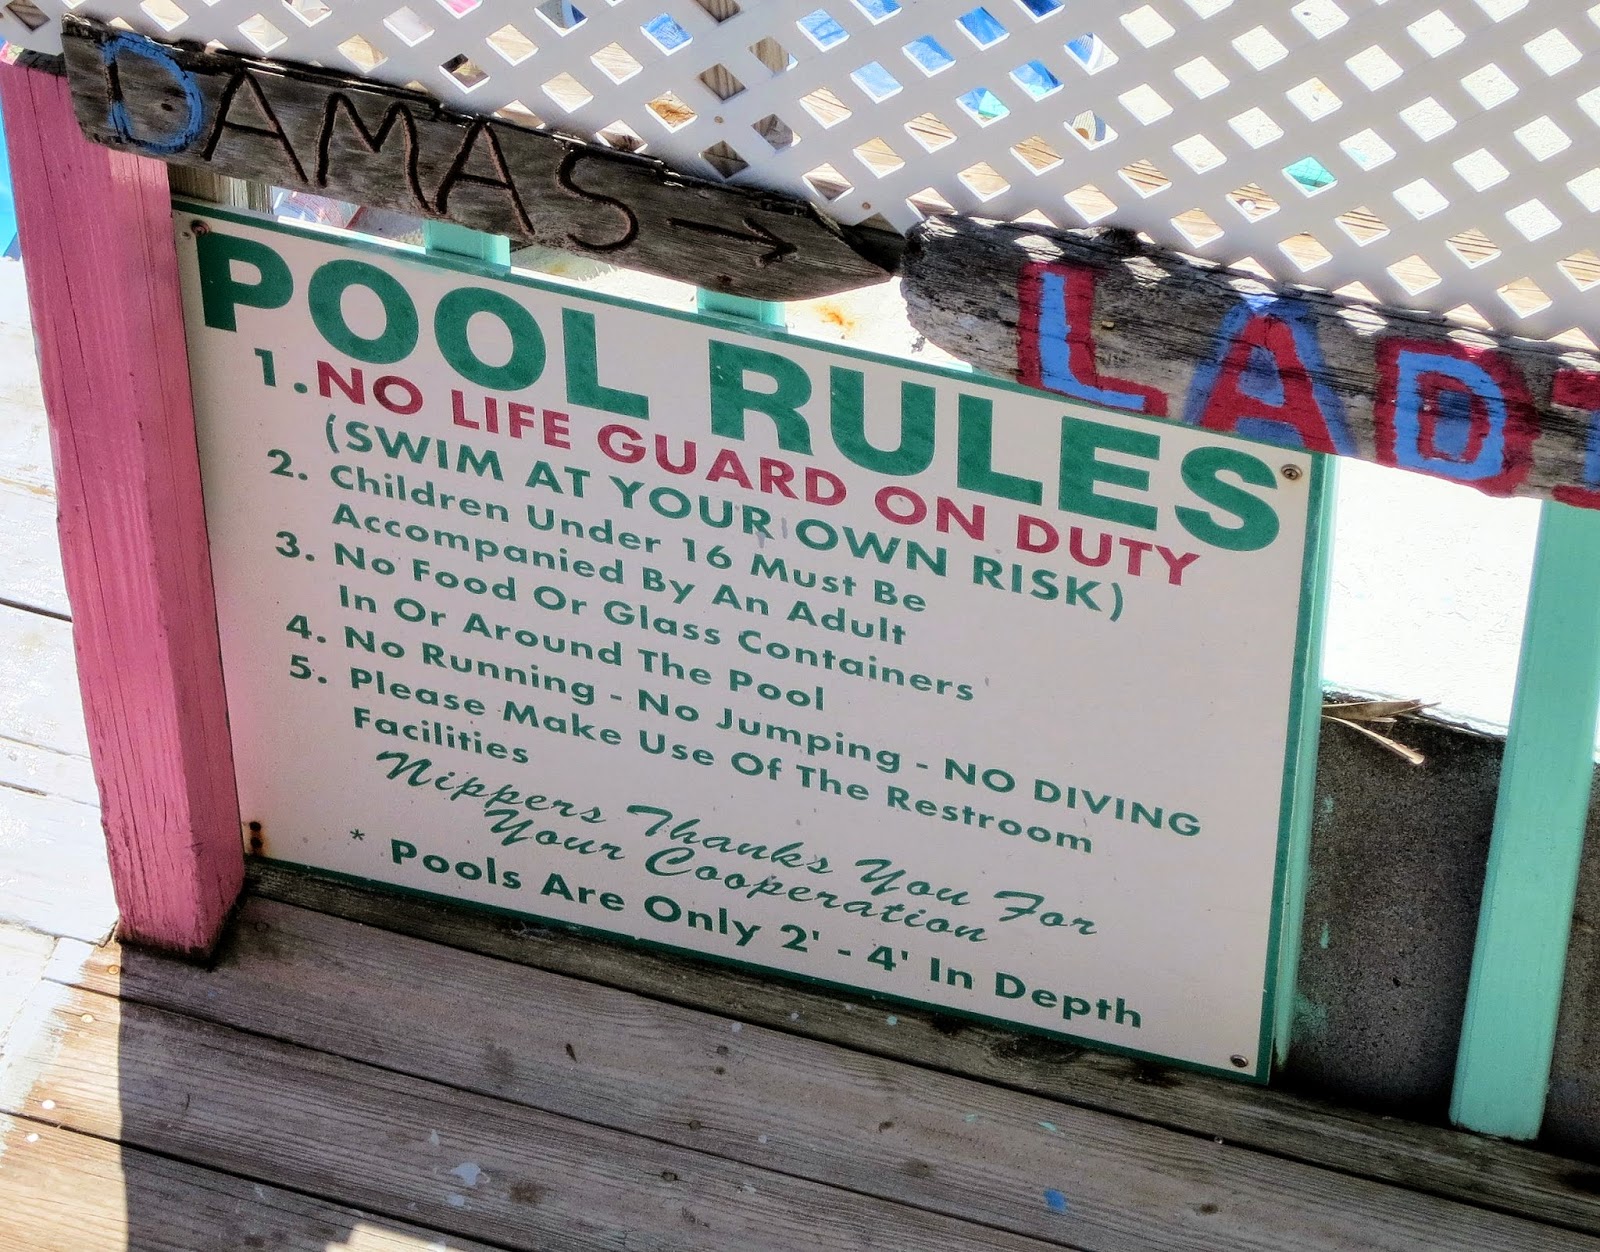 DAMAS →
LADI
POOL RULES
1. NO LIFE GUARD ON DUTY
(SWIM AT YOUR OWN RISK)
2. Children Under 16 Must Be
Accompanied By An Adult
3. No Food Or Glass Containers
In Or Around The Pool
4. No Running - No Jumping - NO DIVING
5. Please Make Use Of The Restroom
Facilities
Nippers Thanks You For
Your Cooperation
* Pools Are Only 2' - 4' In Depth